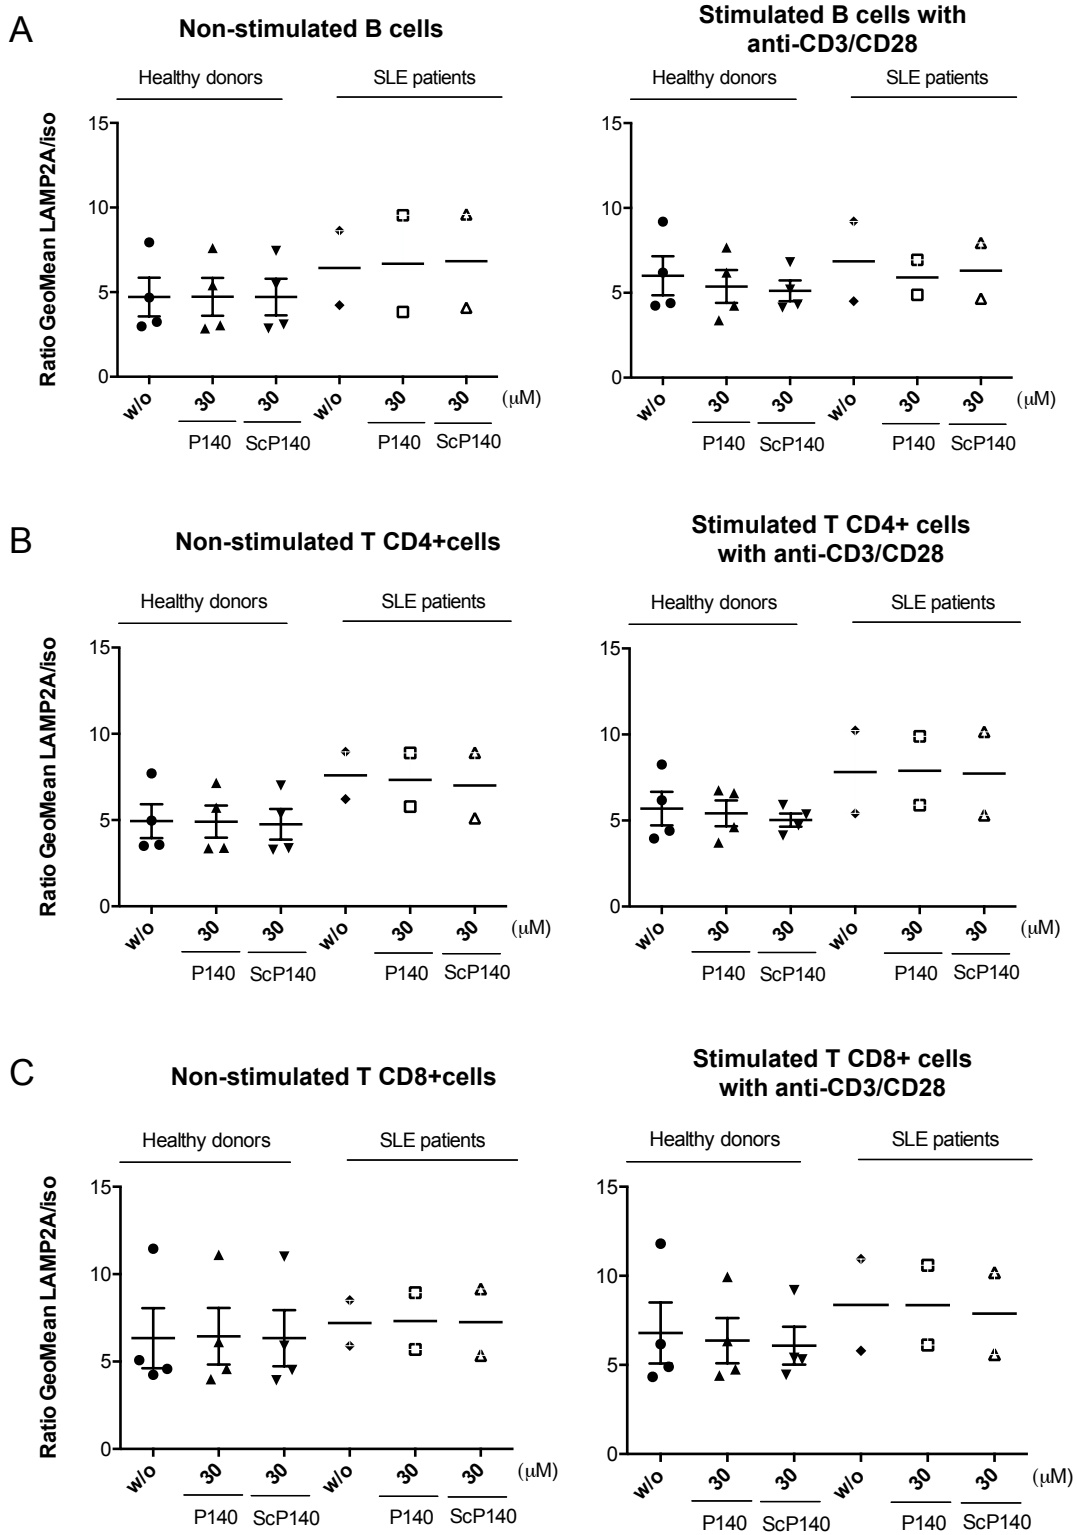 A
Non-stimulated B cells
Stimulated B cells with
anti-CD3/CD28
Healthy donors
SLE patients
Healthy donors
SLE patients
Ratio GeoMean LAMP2A/iso
15
10
5
0
15
10
5
0
w/o
30
30
w/o
30
30
(µM)
P140
ScP140
P140
ScP140
w/o
30
30
w/o
30
30
(µM)
P140
ScP140
P140
ScP140
B
Non-stimulated T CD4+cells
Stimulated T CD4+ cells
with anti-CD3/CD28
Healthy donors
SLE patients
Healthy donors
SLE patients
Ratio GeoMean LAMP2A/iso
15
10
5
0
15
10
5
0
w/o
30
30
w/o
30
30
(µM)
P140
ScP140
P140
ScP140
w/o
30
30
w/o
30
30
(µM)
P140
ScP140
P140
ScP140
C
Non-stimulated T CD8+cells
Stimulated T CD8+ cells
with anti-CD3/CD28
Healthy donors
SLE patients
Healthy donors
SLE patients
Ratio GeoMean LAMP2A/iso
15
10
5
0
15
10
5
0
w/o
30
30
w/o
30
30
(µM)
P140
ScP140
P140
ScP140
w/o
30
30
w/o
30
30
(µM)
P140
ScP140
P140
ScP140